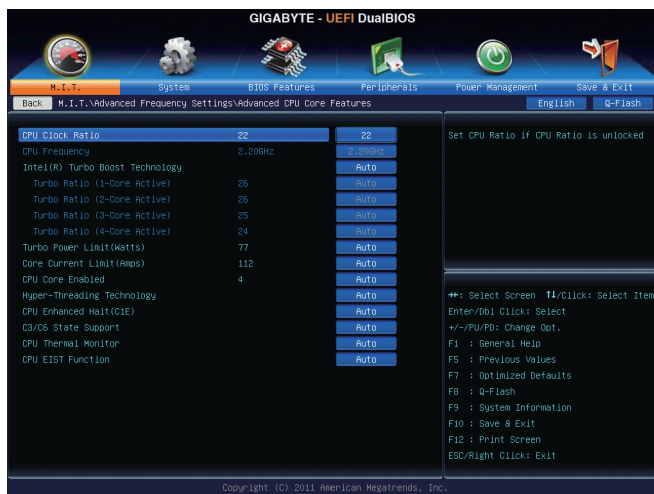 GIGABYTE - UEFI DualBIOS
M.I.T. System BIOS Features Peripherals Power Management Save & Exit
Back M.I.T.\Advanced Frequency Settings\Advanced CPU Core Features English Q-Flash
CPU Clock Ratio 22 22
CPU Frequency 2.20GHz 2.20GHz
Intel(R) Turbo Boost Technology Auto
Turbo Ratio (1-Core Active) 26 Auto
Turbo Ratio (2-Core Active) 26 Auto
Turbo Ratio (3-Core Active) 25 Auto
Turbo Ratio (4-Core Active) 24 Auto
Turbo Power Limit(Watts) 77 Auto
Core Current Limit(Amps) 112 Auto
CPU Core Enabled 4 Auto
Hyper-Threading Technology Auto
CPU Enhanced Halt(C1E) Auto
C3/C6 State Support Auto
CPU Thermal Monitor Auto
CPU EIST Function Auto
Set CPU Ratio if CPU Ratio is unlocked
→←: Select Screen ↑↓/Click: Select Item
Enter/Dbl Click: Select
+/-/PU/PD: Change Opt.
F1 : General Help
F5 : Previous Values
F7 : Optimized Defaults
F8 : Q-Flash
F9 : System Information
F10 : Save & Exit
F12 : Print Screen
ESC/Right Click: Exit
Copyright (C) 2011 American Megatrends, Inc.